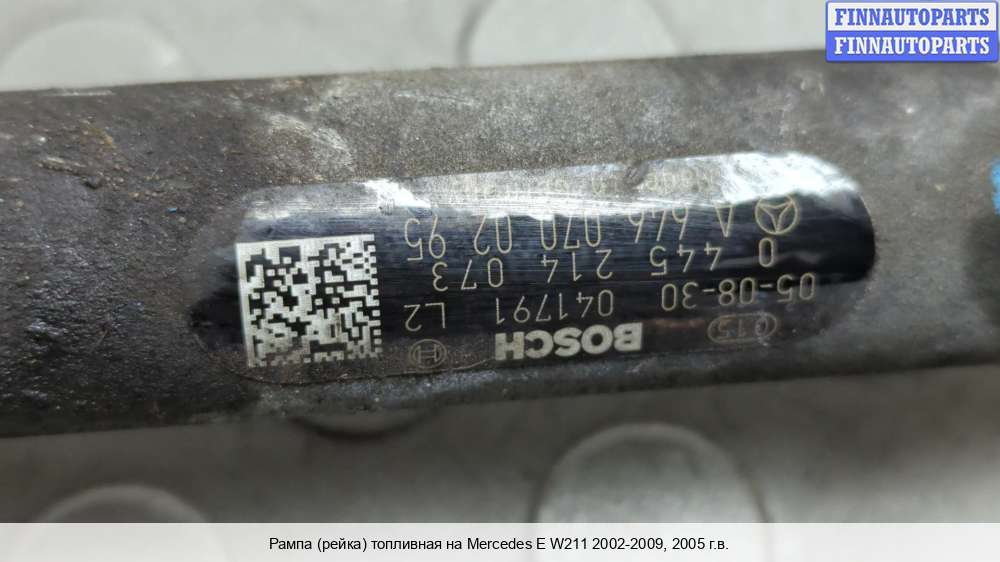 FINNAUTOPARTS
FINNAUTOPARTS
BOSCH
C15
05-08-30 041791 L2
0 445 214 073
A 646 070 02 95
Рампа (рейка) топливная на Mercedes E W211 2002-2009, 2005 г.в.